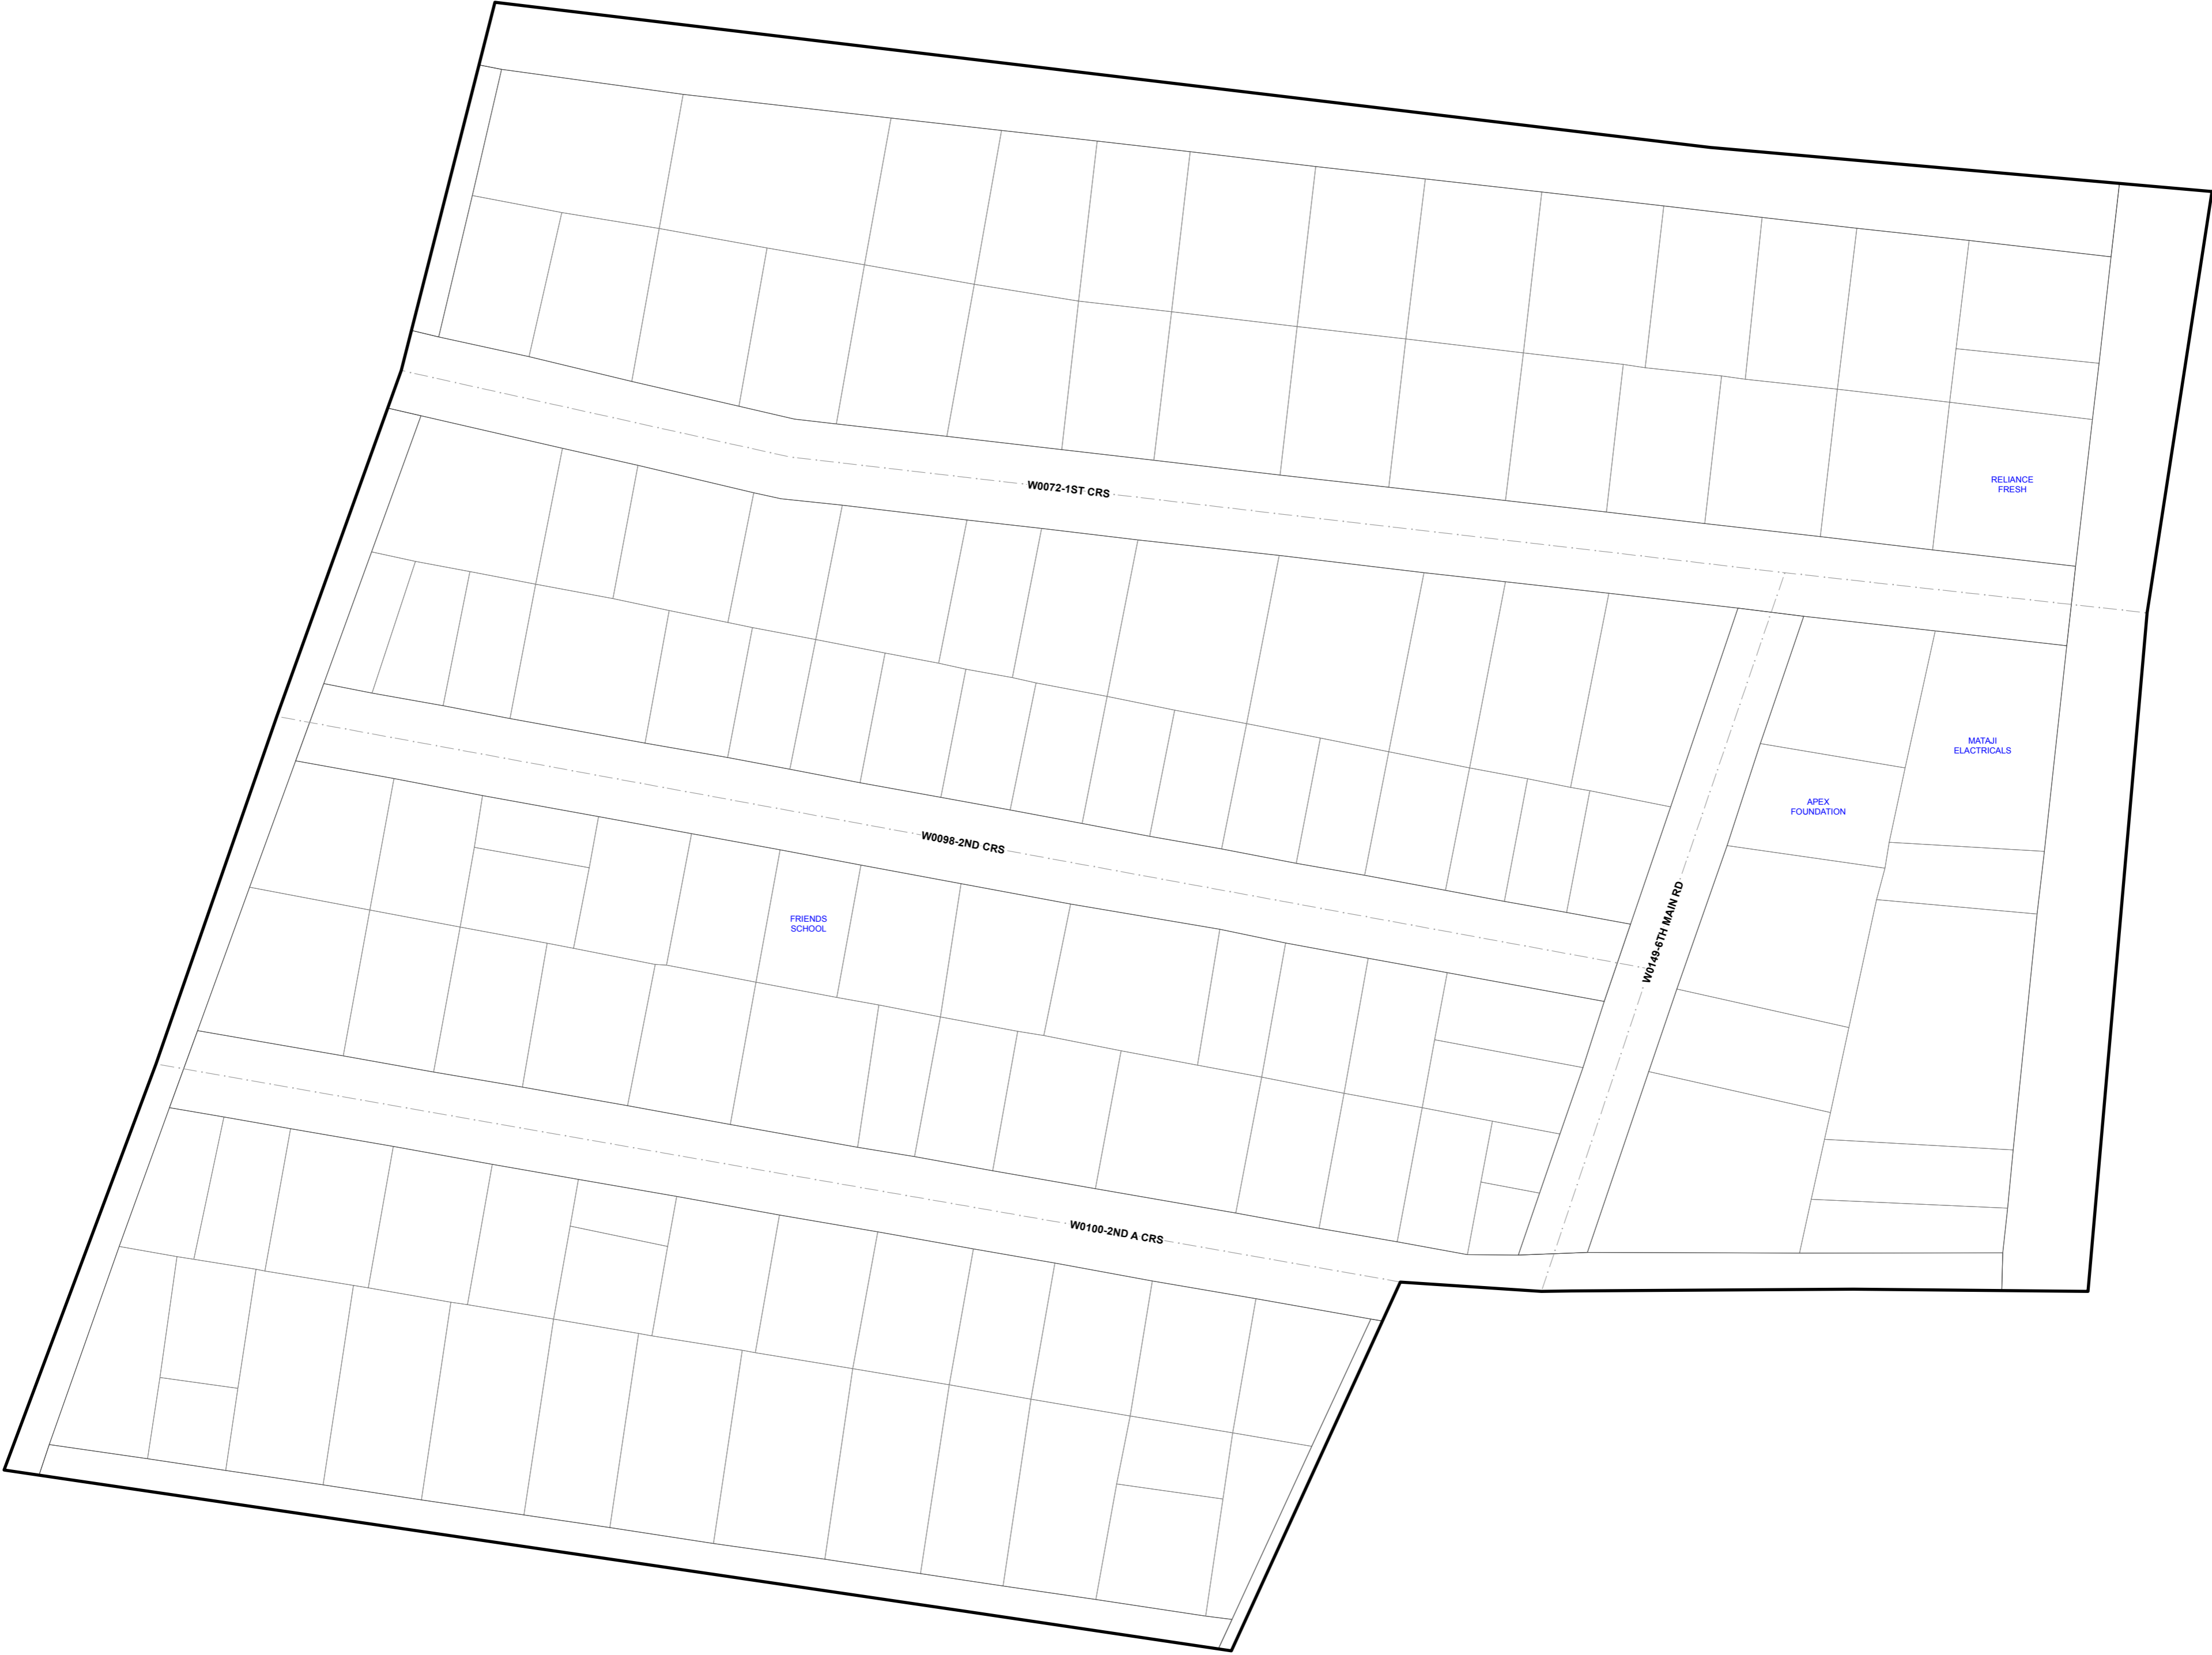 RELIANCE
FRESH
W0072-1ST CRS
MATAJI
ELACTRICALS
APEX
FOUNDATION
W0098-2ND CRS
W0149-6TH MAIN RD
FRIENDS
SCHOOL
W0100-2ND A CRS